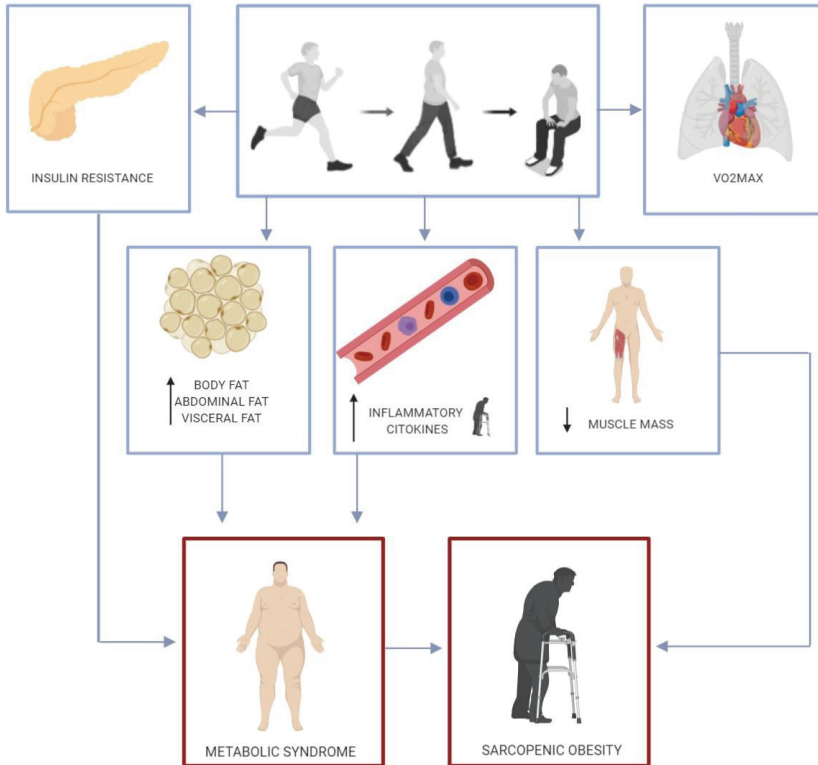 INSULIN RESISTANCE
VO2MAX
BODY FAT
ABDOMINAL FAT
VISCERAL FAT
INFLAMMATORY
CITOKINES
MUSCLE MASS
METABOLIC SYNDROME
SARCOPENIC OBESITY